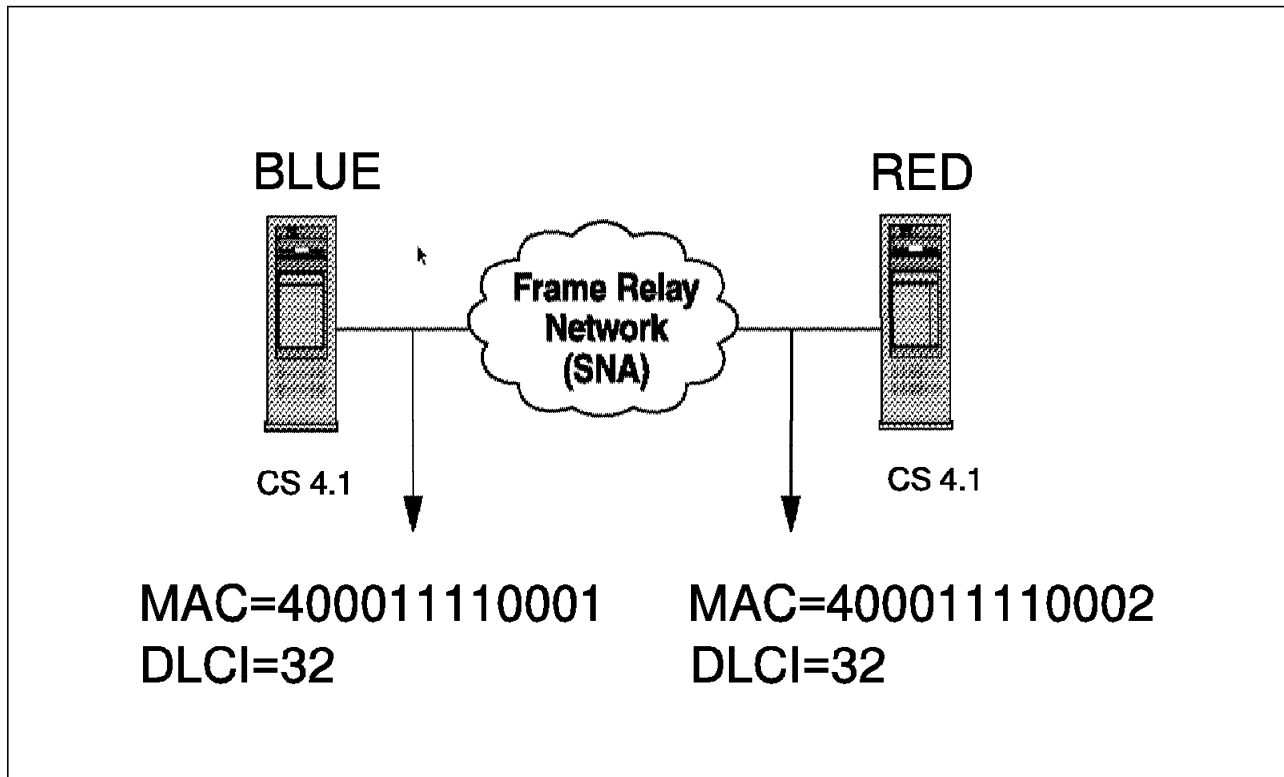 BLUE
RED
Frame Relay
Network
(SNA)
CS 4.1
CS 4.1
MAC=400011110001
DLCI=32
MAC=400011110002
DLCI=32